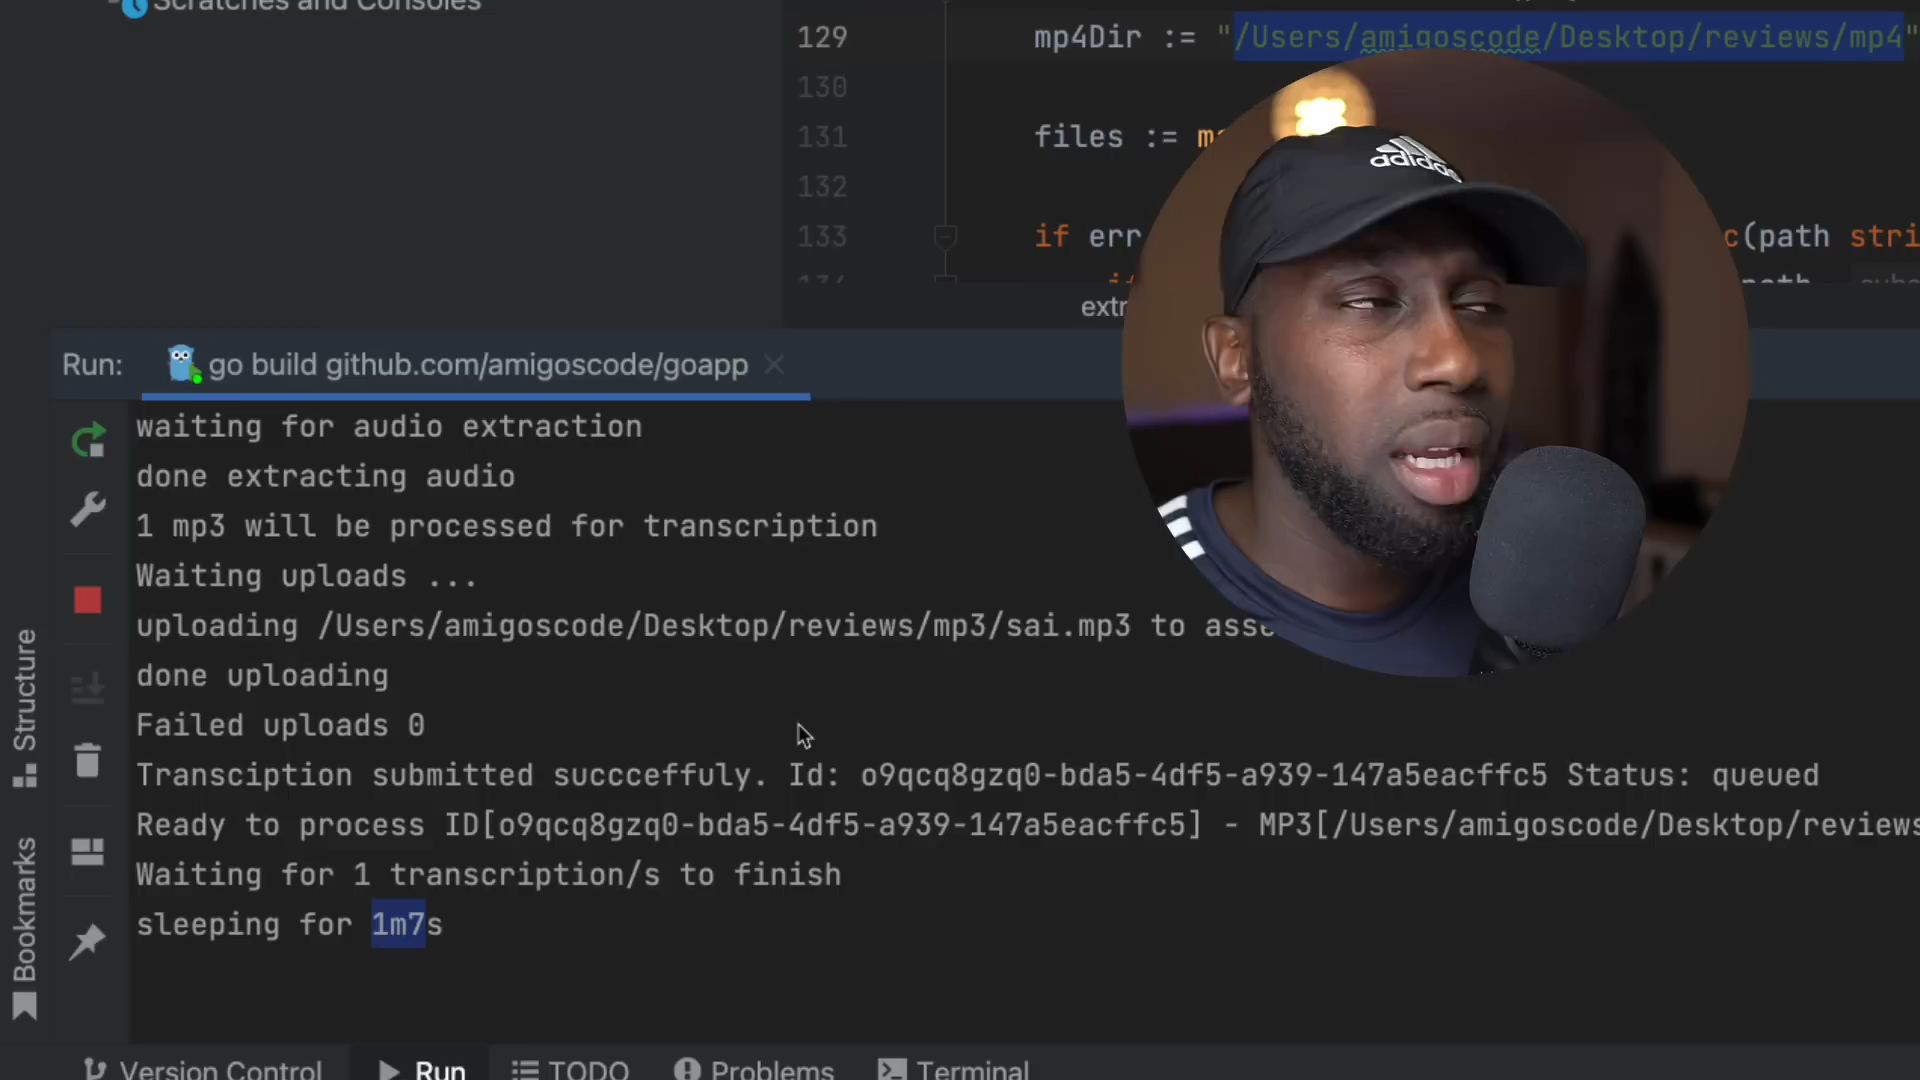 Scratches and Consoles
129 mp4Dir := "/Users/amigoscode/Desktop/reviews/mp4"
130
131 files := m
132
133 if err c(path stri
134 if path
extr
Run: go build github.com/amigoscode/goapp
waiting for audio extraction
done extracting audio
1 mp3 will be processed for transcription
Waiting uploads ...
uploading /Users/amigoscode/Desktop/reviews/mp3/sai.mp3 to asse
done uploading
Failed uploads 0
Transciption submitted succceffuly. Id: o9qcq8gzq0-bda5-4df5-a939-147a5eacffc5 Status: queued
Ready to process ID[o9qcq8gzq0-bda5-4df5-a939-147a5eacffc5] - MP3[/Users/amigoscode/Desktop/reviews
Waiting for 1 transcription/s to finish
sleeping for 1m7s
Structure
Bookmarks
Version Control Run TODO Problems Terminal
adidas